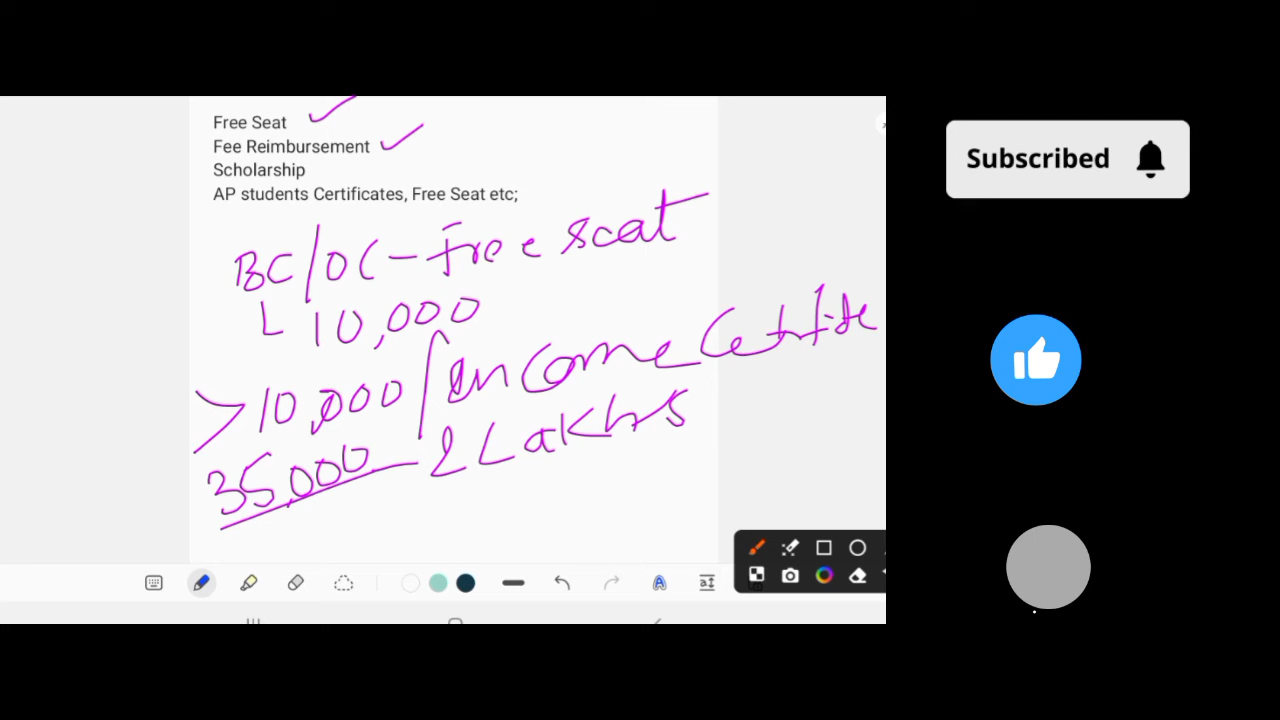 Free Seat
Fee Reimbursement
Scholarship
AP students Certificates, Free Seat etc;
BC/OC - Free seat
L 10,000
>10,000 / Income
35,000 2 Lakhs
Subscribed